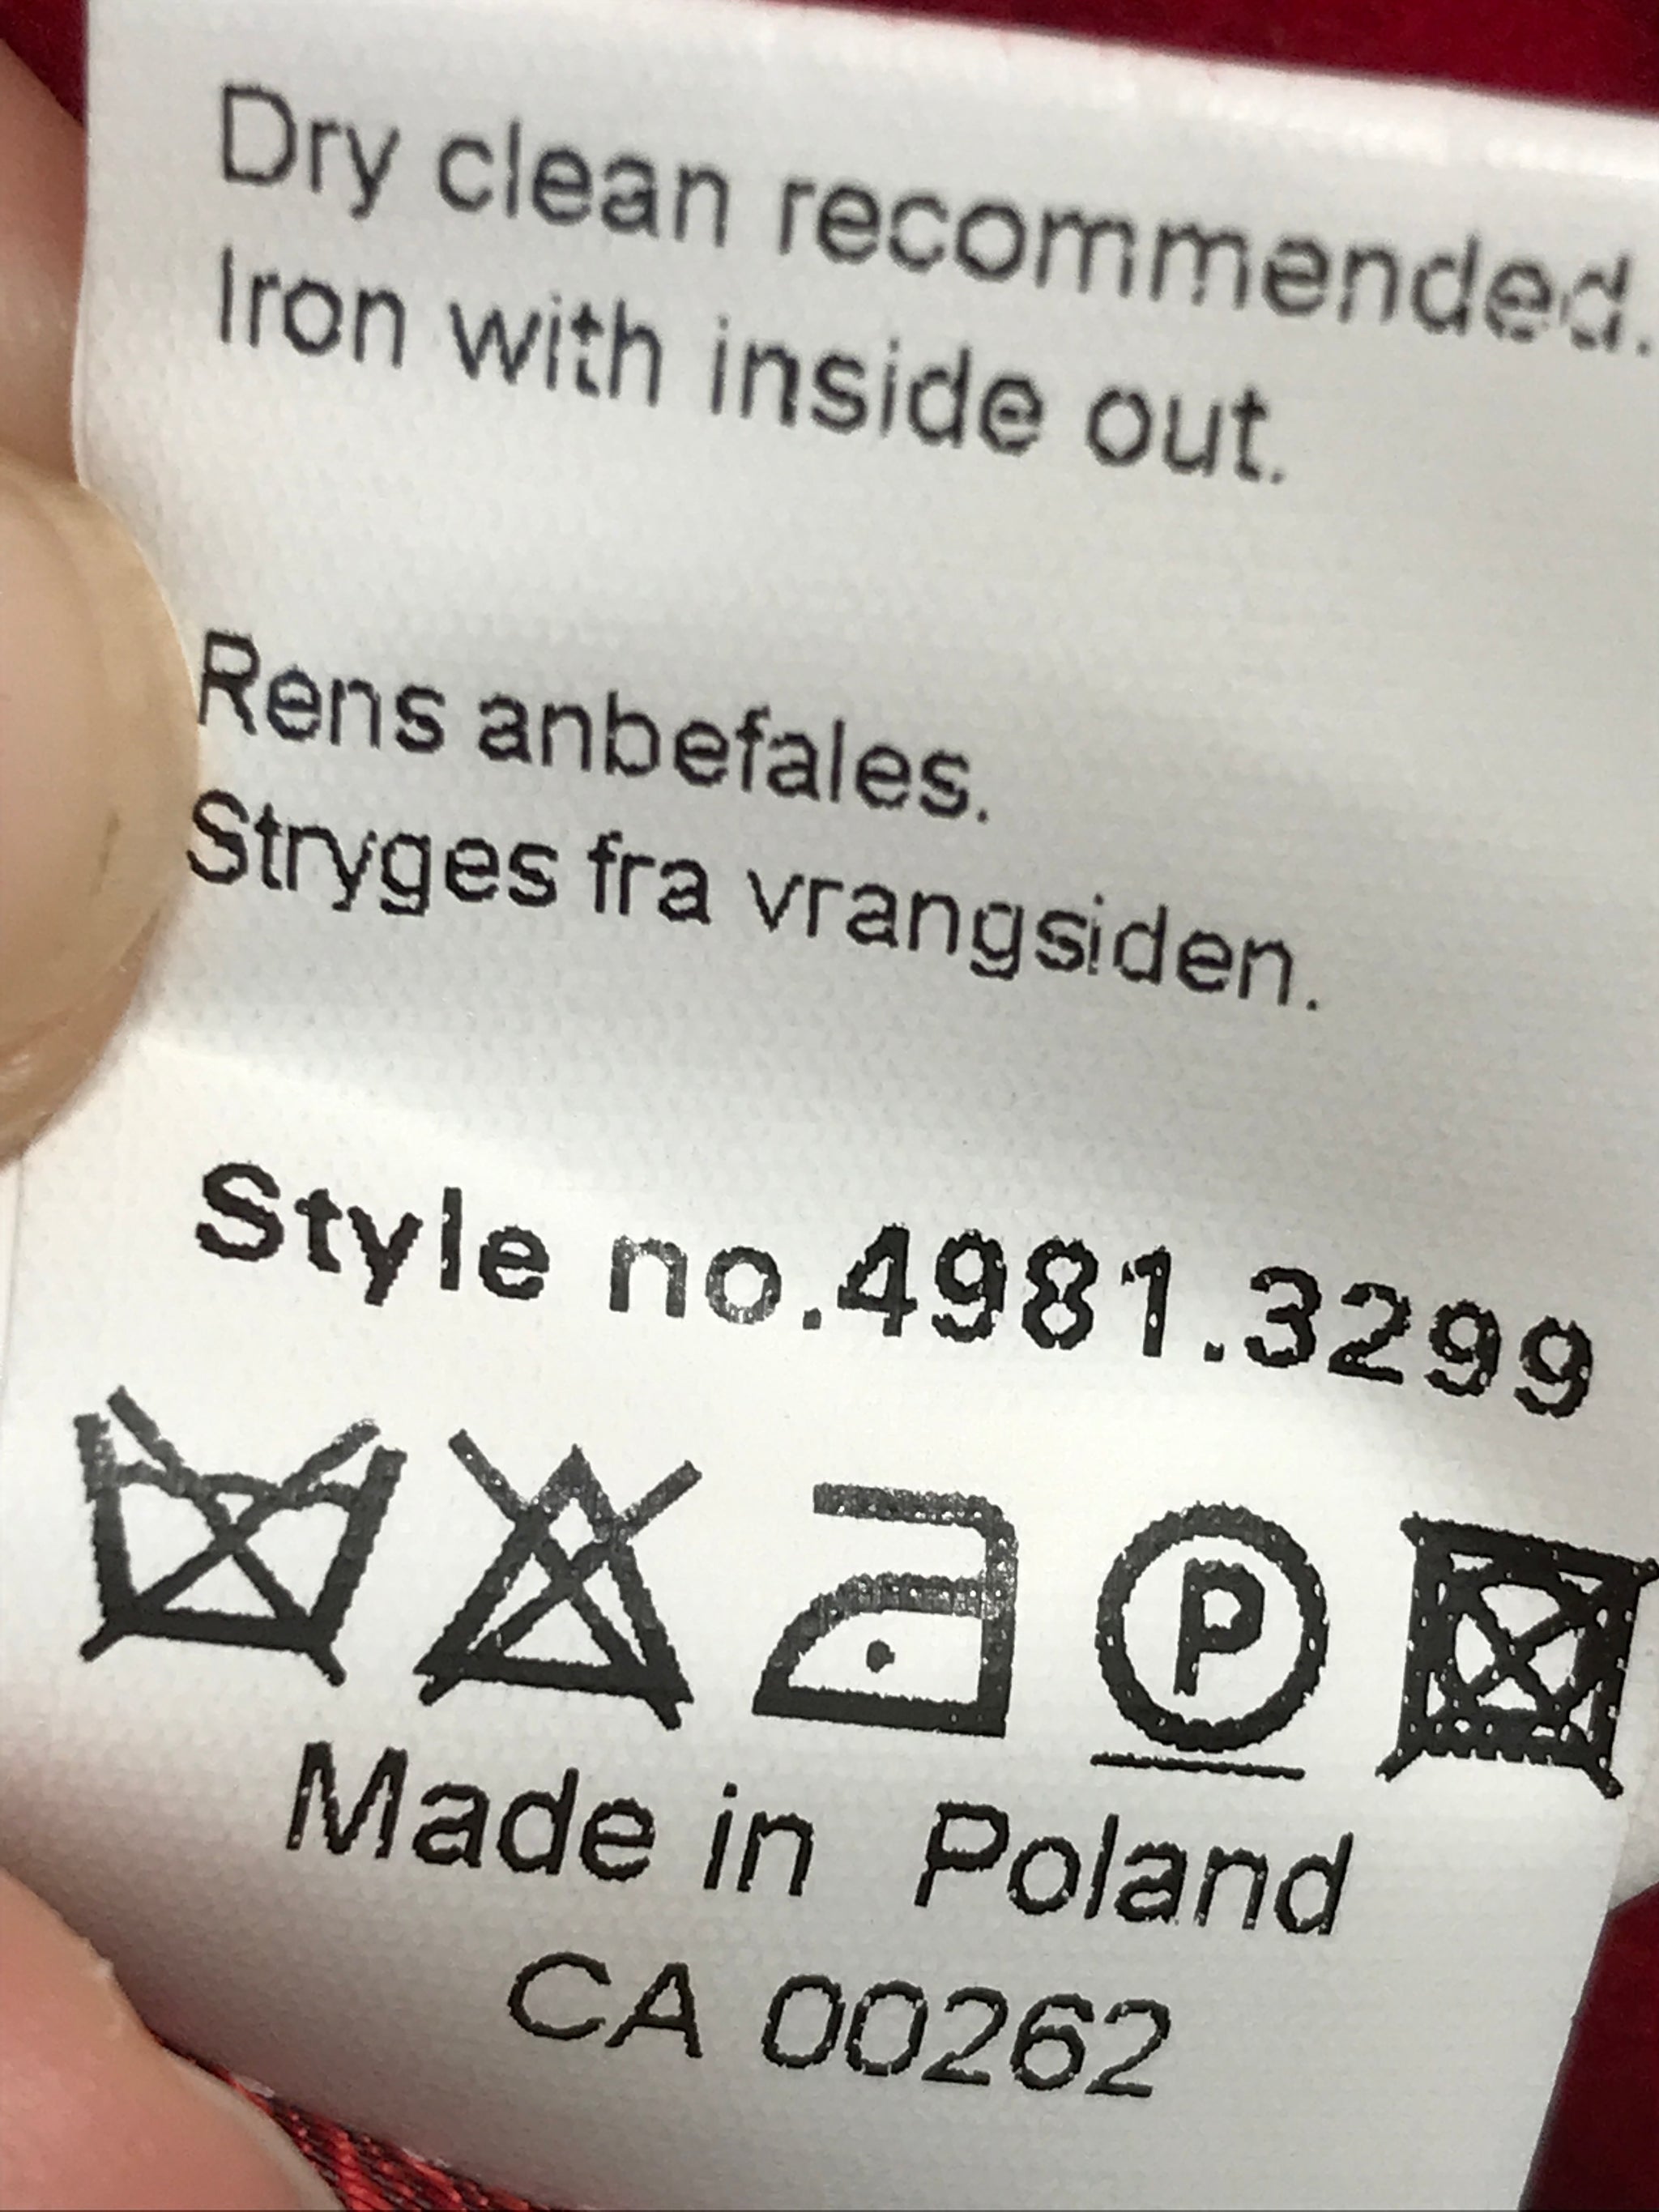 Dry clean recommended.
Iron with inside out.
Rens anbefales.
Stryges fra vrangsiden.
Style no.4981.3299
P
Made in Poland
CA 00262